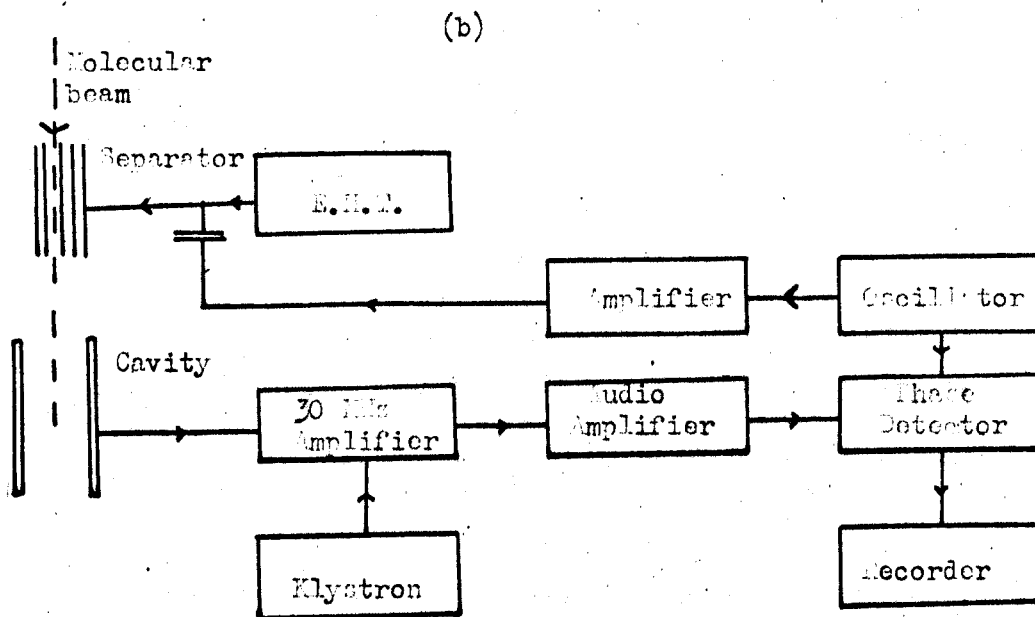 (b)
Molecular
beam
Separator
E.H.T.
Amplifier
Oscillator
Cavity
30 MHz
Amplifier
Audio
Amplifier
Phase
Detector
Klystron
Recorder